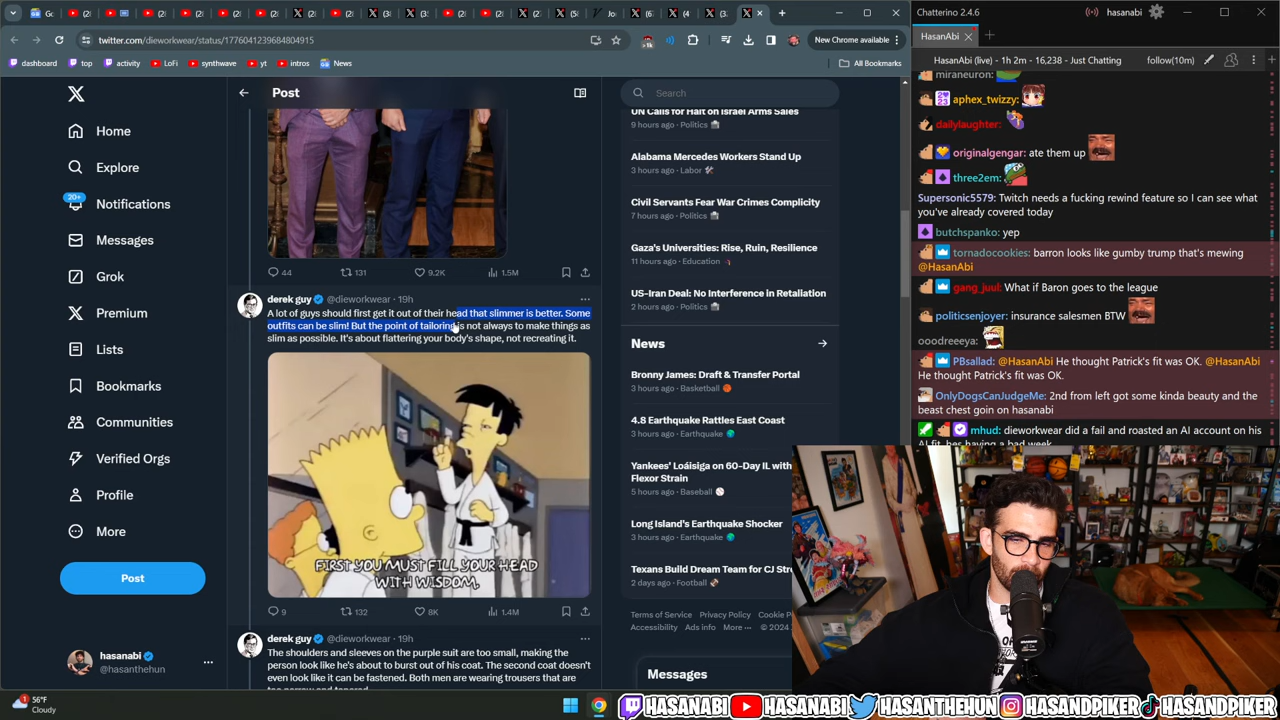 twitter.com/dieworkwear/status/1776041239684804915
New Chrome available
dashboard
top
activity
LoFi
synthwave
yt
intros
News
All Bookmarks
Home
Explore
20+
Notifications
Messages
Grok
Premium
Lists
Bookmarks
Communities
Verified Orgs
Profile
More
Post
hasanabi
@hasanthehun
Post
44
131
9.2K
1.5M
derek guy @dieworkwear · 19h
A lot of guys should first get it out of their head that slimmer is better. Some
outfits can be slim! But the point of tailoring is not always to make things as
slim as possible. It's about flattering your body's shape, not recreating it.
FIRST YOU MUST FILL YOUR HEAD
WITH WISDOM.
9
132
8K
1.4M
derek guy @dieworkwear · 19h
The shoulders and sleeves on the purple suit are too small, making the
person look like he's about to burst out of his coat. The second coat doesn't
even look like it can be fastened. Both men are wearing trousers that are
too narrow and tapered.
Search
UN Calls for Halt on Israel Arms Sales
9 hours ago · Politics
Alabama Mercedes Workers Stand Up
3 hours ago · Labor
Civil Servants Fear War Crimes Complicity
7 hours ago · Politics
Gaza's Universities: Rise, Ruin, Resilience
11 hours ago · Education
US-Iran Deal: No Interference in Retaliation
2 hours ago · Politics
News
Bronny James: Draft & Transfer Portal
3 hours ago · Basketball
4.8 Earthquake Rattles East Coast
3 hours ago · Earthquake
Yankees' Loáisiga on 60-Day IL with
Flexor Strain
5 hours ago · Baseball
Long Island's Earthquake Shocker
3 hours ago · Earthquake
Texans Build Dream Team for CJ
2 days ago · Football
Terms of Service Privacy Policy Cookie
Accessibility Ads info More ··· © 2024
Messages
Chatterino 2.4.6
hasanabi
HasanAbi
HasanAbi (live) - 1h 2m - 16,238 - Just Chatting
follow(10m)
miraneuron:
aphex_twizzy:
dailylaughter:
originalgengar: ate them up
three2em:
Supersonic5579: Twitch needs a fucking rewind feature so I can see what
you've already covered today
butchspanko: yep
tornadocookies: barron looks like gumby trump that's mewing
@HasanAbi
gang_juul: What if Baron goes to the league
politicsenjoyer: insurance salesmen BTW
ooodreeeya:
PBsallad: @HasanAbi He thought Patrick's fit was OK. @HasanAbi
He thought Patrick's fit was OK.
OnlyDogsCanJudgeMe: 2nd from left got some kinda beauty and the
beast chest goin on hasanabi
mhud: dieworkwear did a fail and roasted an AI account on his
AI fit, hes having a bad week
56°F
Cloudy
HASANABI
HASANABI
HASANTHEHUN
HASANDPIKER
HASANDPIKER